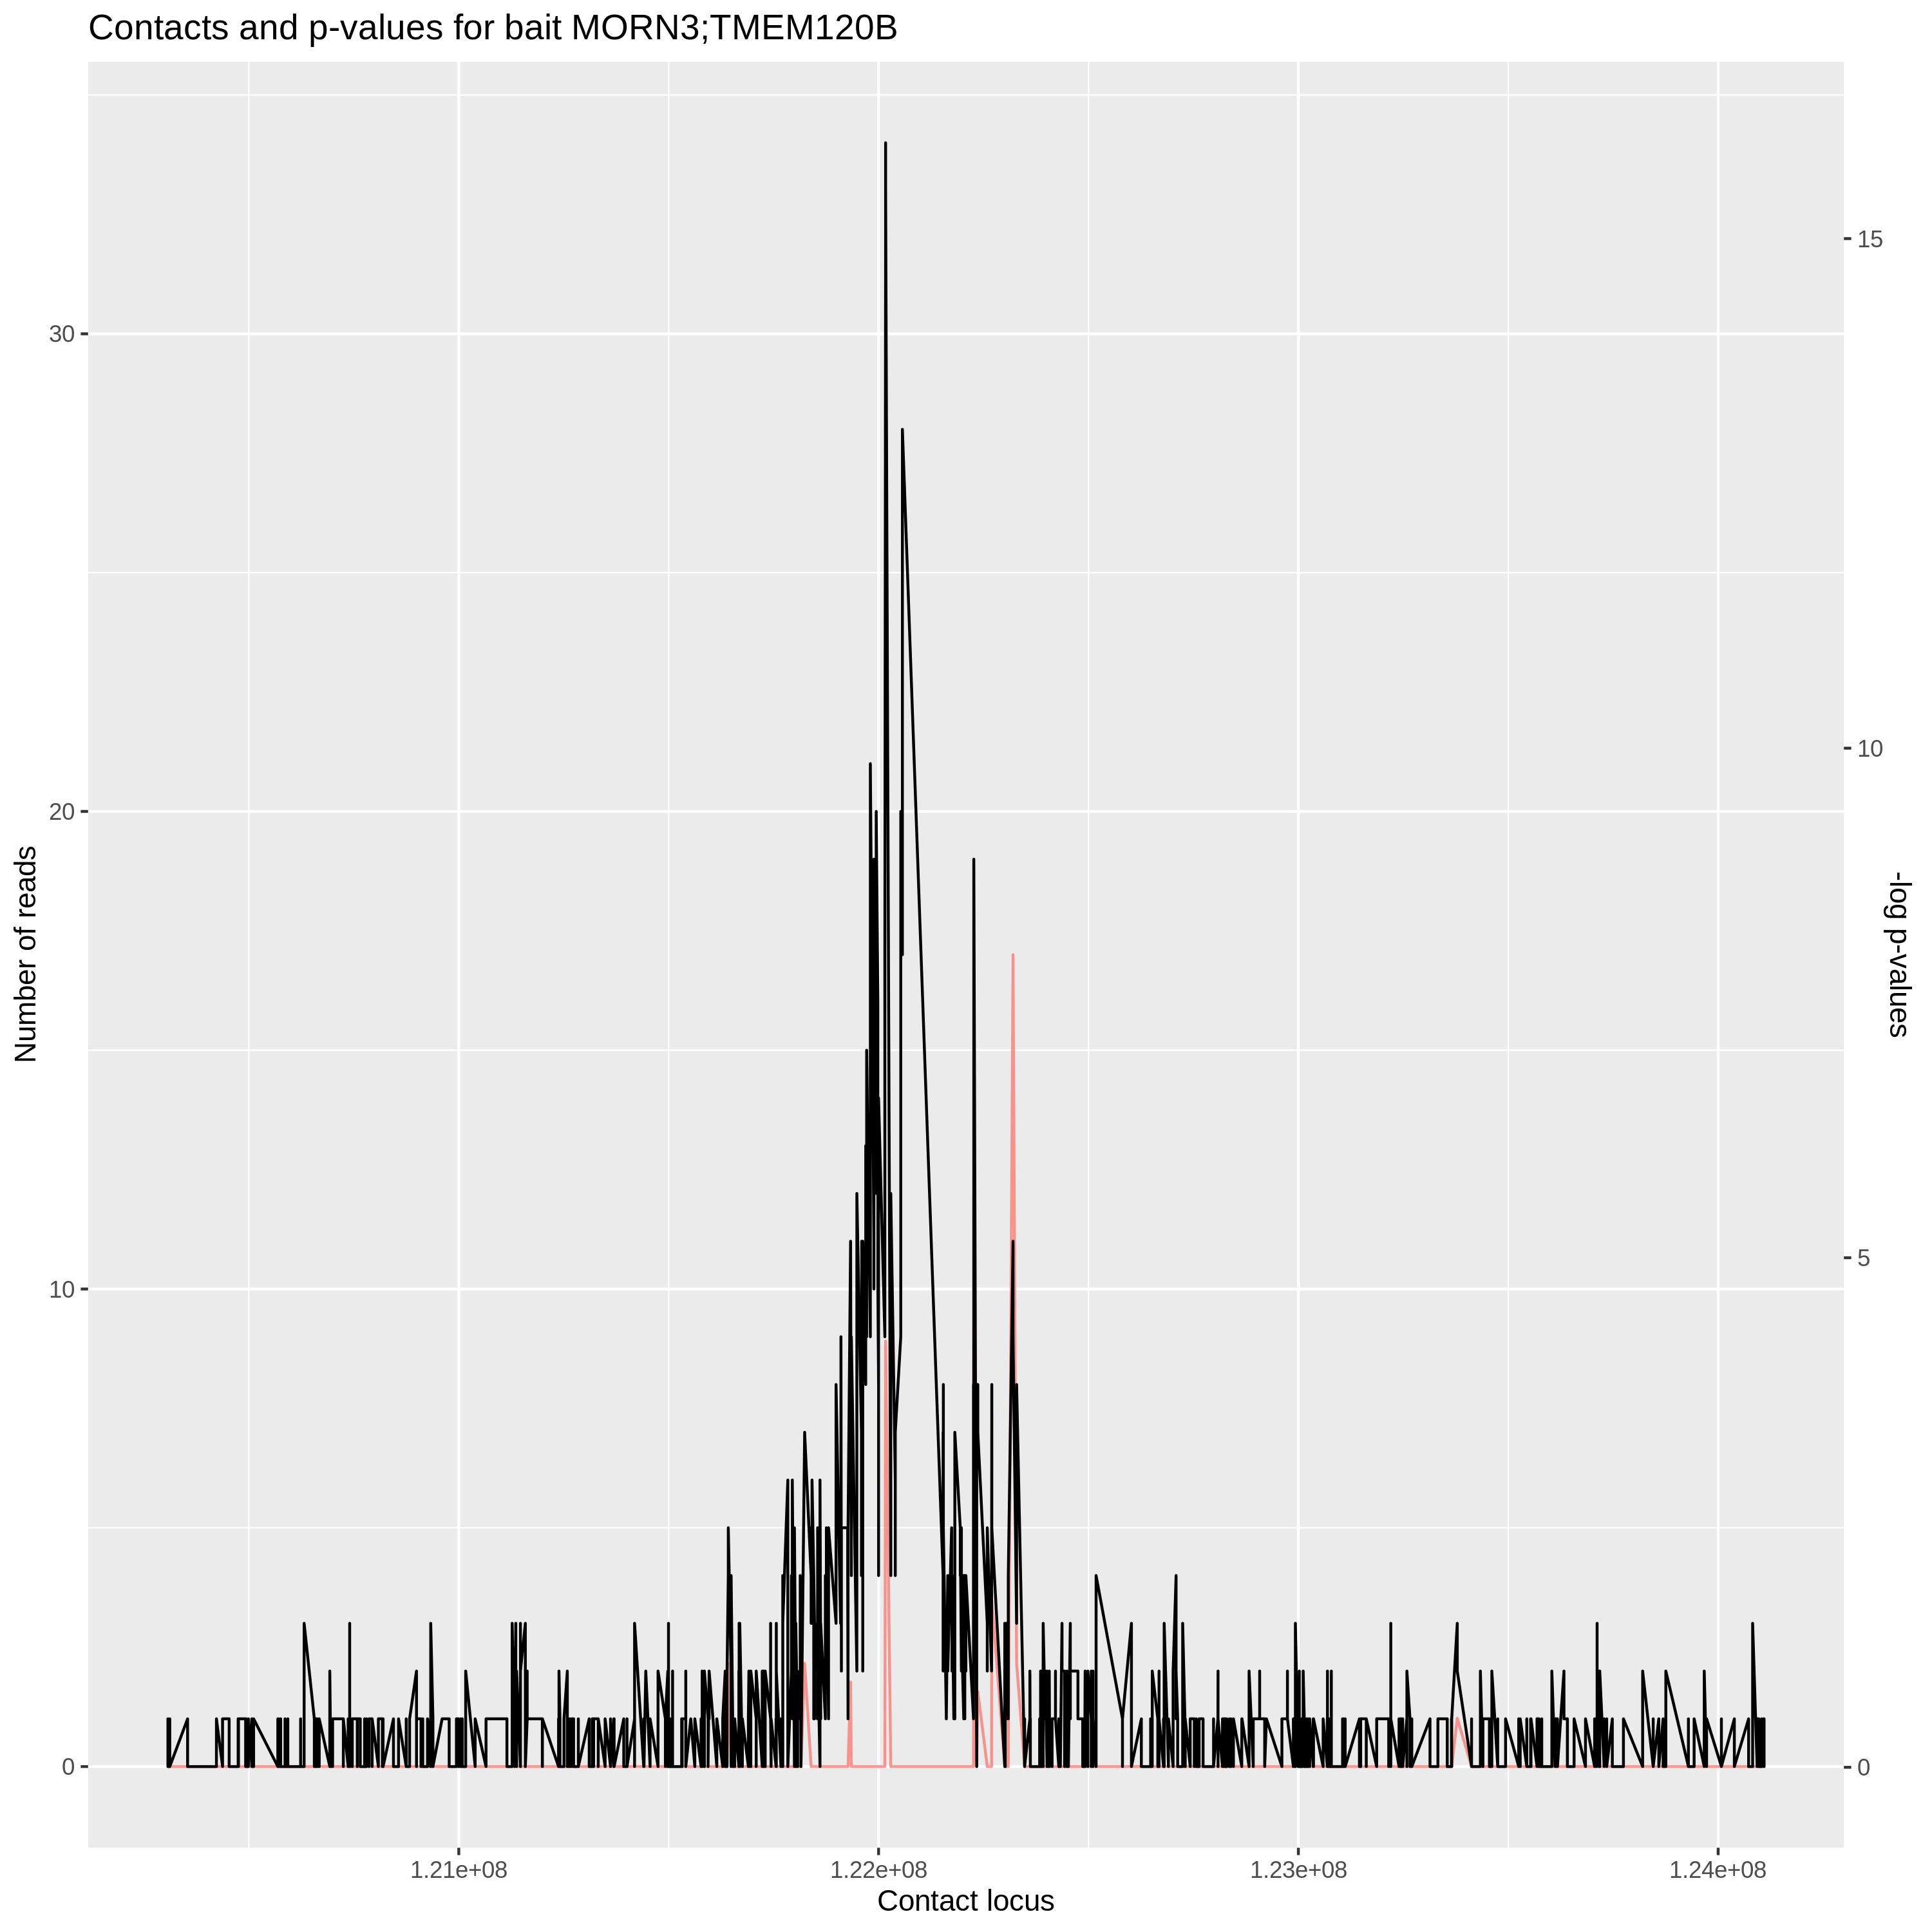 Contacts and p-values for bait MORN3;TMEM120B
30
20
10
0
Number of reads
15
10
5
0
-log p-values
1.21e+08
1.22e+08
1.23e+08
1.24e+08
Contact locus